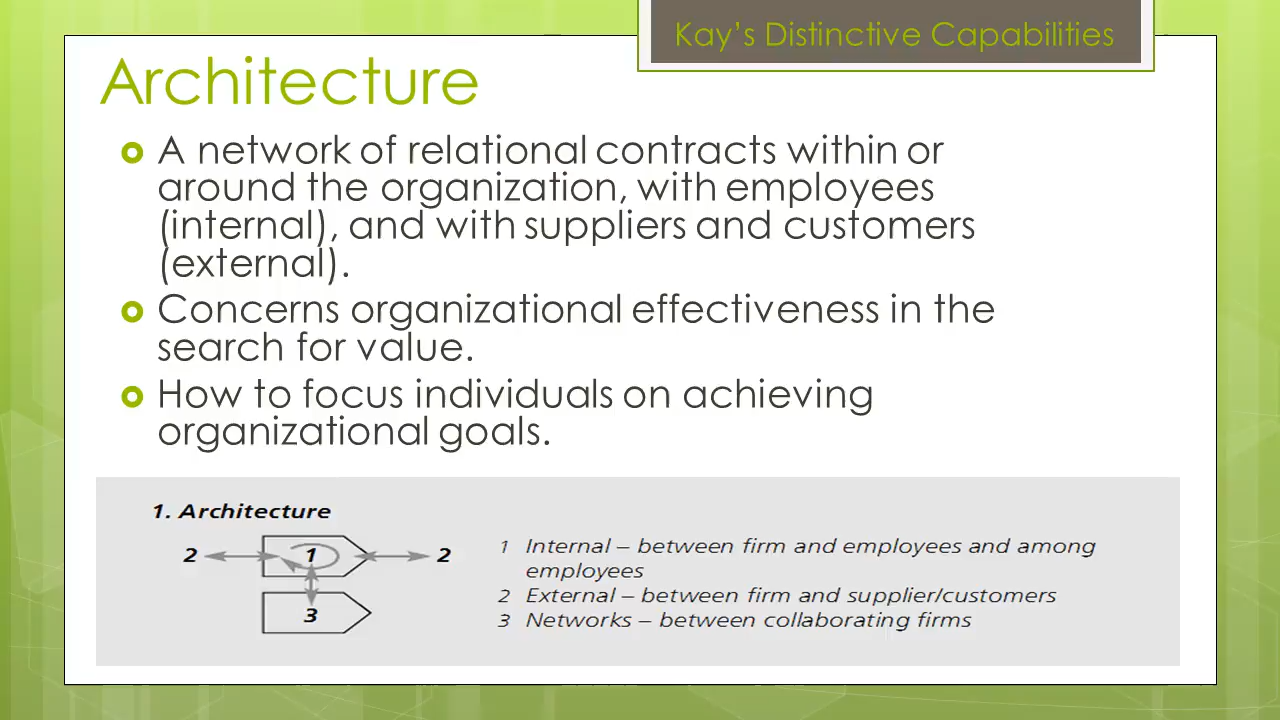 Kay's Distinctive Capabilities
Architecture
A network of relational contracts within or
around the organization, with employees
(internal), and with suppliers and customers
(external).
Concerns organizational effectiveness in the
search for value.
How to focus individuals on achieving
organizational goals.
1. Architecture
2 1 2
3
1 Internal – between firm and employees and among
employees
2 External – between firm and supplier/customers
3 Networks – between collaborating firms